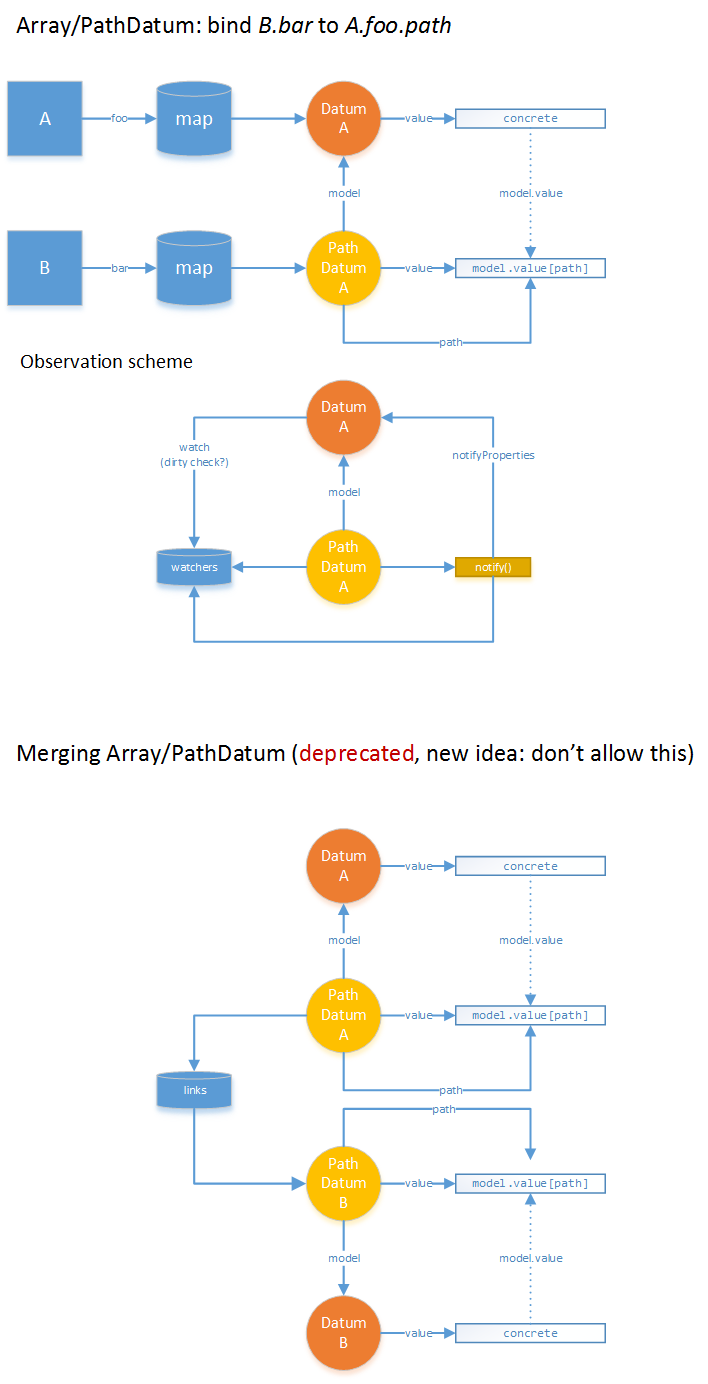 Array/PathDatum: bind B.bar to A.foo.path
A
foo
map
Datum
A
value
concrete
model
model.value
B
bar
map
Path
Datum
A
value
model.value[path]
path
Observation scheme
Datum
A
watch
(dirty check?)
notifyProperties
model
watchers
Path
Datum
A
notify()
Merging Array/PathDatum (deprecated, new idea: don’t allow this)
Datum
A
value
concrete
model
model.value
Path
Datum
A
value
model.value[path]
links
path
path
Path
Datum
B
value
model.value[path]
model
model.value
Datum
B
value
concrete